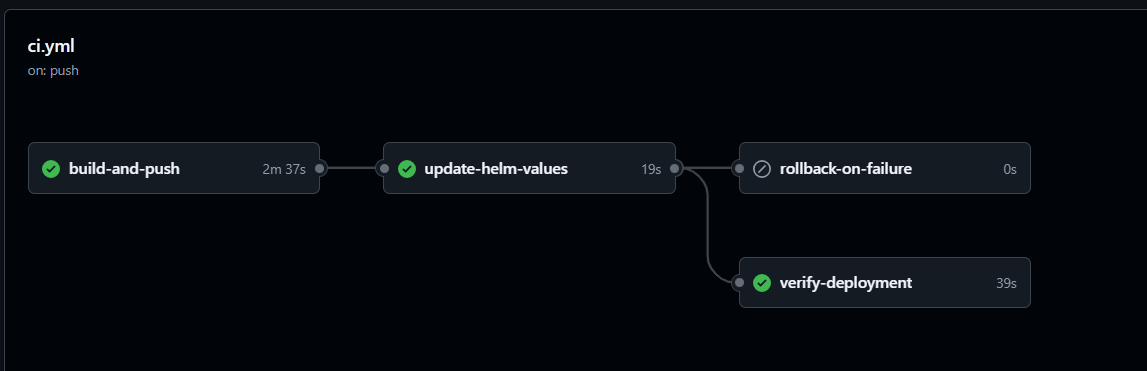 ci.yml
on: push
build-and-push 2m 37s
update-helm-values 19s
rollback-on-failure 0s
verify-deployment 39s